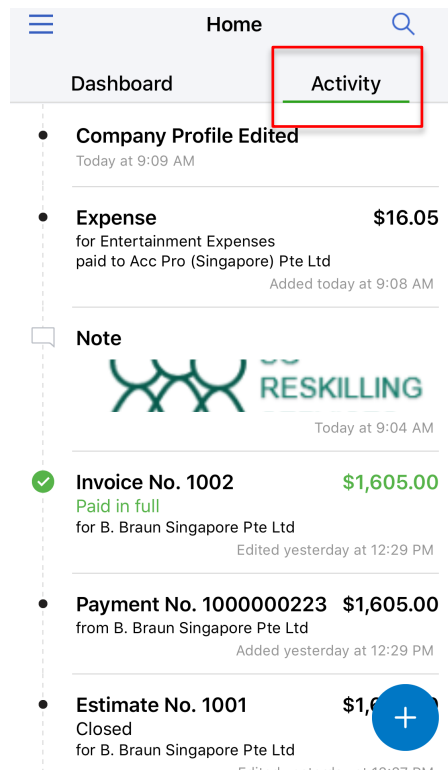 Home
Dashboard Activity
Company Profile Edited
Today at 9:09 AM
Expense $16.05
for Entertainment Expenses
paid to Acc Pro (Singapore) Pte Ltd
Added today at 9:08 AM
Note
RESKILLING
Today at 9:04 AM
Invoice No. 1002 $1,605.00
Paid in full
for B. Braun Singapore Pte Ltd
Edited yesterday at 12:29 PM
Payment No. 1000000223 $1,605.00
from B. Braun Singapore Pte Ltd
Added yesterday at 12:29 PM
Estimate No. 1001
Closed
for B. Braun Singapore Pte Ltd